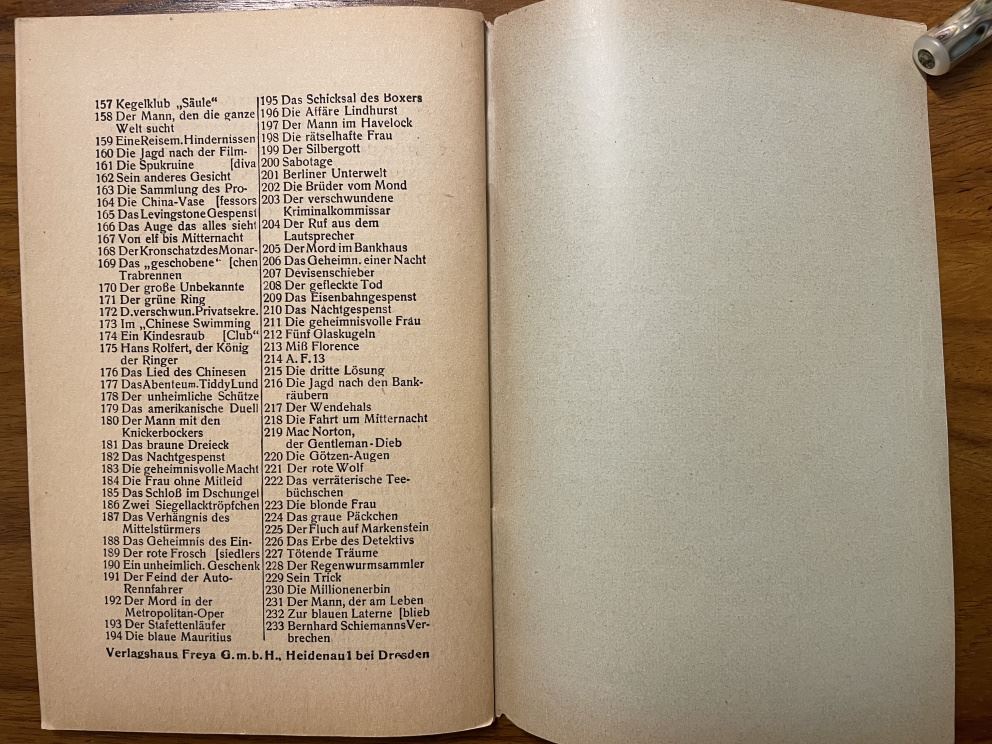 157 Kegelklub „Säule“
158 Der Mann, den die ganze
Welt sucht
159 Eine Reise m. Hindernissen
160 Die Jagd nach der Film-
161 Die Spukruine [diva
162 Sein anderes Gesicht
163 Die Sammlung des Pro-
164 Die China-Vase [fessors
165 Das Levingstone Gespenst
166 Das Auge das alles sieht
167 Von elf bis Mitternacht
168 Der Kronschatz des Monar-
169 Das „geschobene“ [chen
Trabrennen
170 Der große Unbekannte
171 Der grüne Ring
172 D. verschwun. Privatsekre.
173 Im „Chinese Swimming
174 Ein Kindesraub [Club“
175 Hans Rolfert, der König
der Ringer
176 Das Lied des Chinesen
177 Das Abenteu. Tiddy Lund
178 Der unheimliche Schütze
179 Das amerikanische Duell
180 Der Mann mit den
Knickerbockers
181 Das braune Dreieck
182 Das Nachtgespenst
183 Die geheimnisvolle Macht
184 Die Frau ohne Mitleid
185 Das Schloß im Dschungel
186 Zwei Siegellacktröpfchen
187 Das Verhängnis des
Mittelstürmers
188 Das Geheimnis des Ein-
189 Der rote Frosch [siedlers
190 Ein unheimlich. Geschenk
191 Der Feind der Auto-
Rennfahrer
192 Der Mord in der
Metropolitan-Oper
193 Der Stafettenläufer
194 Die blaue Mauritius
195 Das Schicksal des Boxers
196 Die Affäre Lindhurst
197 Der Mann im Havelock
198 Die rätselhafte Frau
199 Der Silbergott
200 Sabotage
201 Berliner Unterwelt
202 Die Brüder vom Mond
203 Der verschwundene
Kriminalkommissar
204 Der Ruf aus dem
Lautsprecher
205 Der Mord im Bankhaus
206 Das Geheimn. einer Nacht
207 Devisenschieber
208 Der gefleckte Tod
209 Das Eisenbahngespenst
210 Das Nachtgespenst
211 Die geheimnisvolle Frau
212 Fünf Glaskugeln
213 Miß Florence
214 A. F. 13
215 Die dritte Lösung
216 Die Jagd nach den Bank-
räubern
217 Der Wendehals
218 Die Fahrt um Mitternacht
219 Mac Norton,
der Gentleman-Dieb
220 Die Götzen-Augen
221 Der rote Wolf
222 Das verräterische Tee-
büchschen
223 Die blonde Frau
224 Das graue Päckchen
225 Der Fluch auf Markenstein
226 Das Erbe des Detektivs
227 Tötende Träume
228 Der Regenwurmsammler
229 Sein Trick
230 Die Millionenerbin
231 Der Mann, der am Leben
232 Zur blauen Laterne [blieb
233 Bernhard Schiemanns Ver-
brechen
Verlagshaus Freya G.m.b.H., Heidenau1 bei Dresden